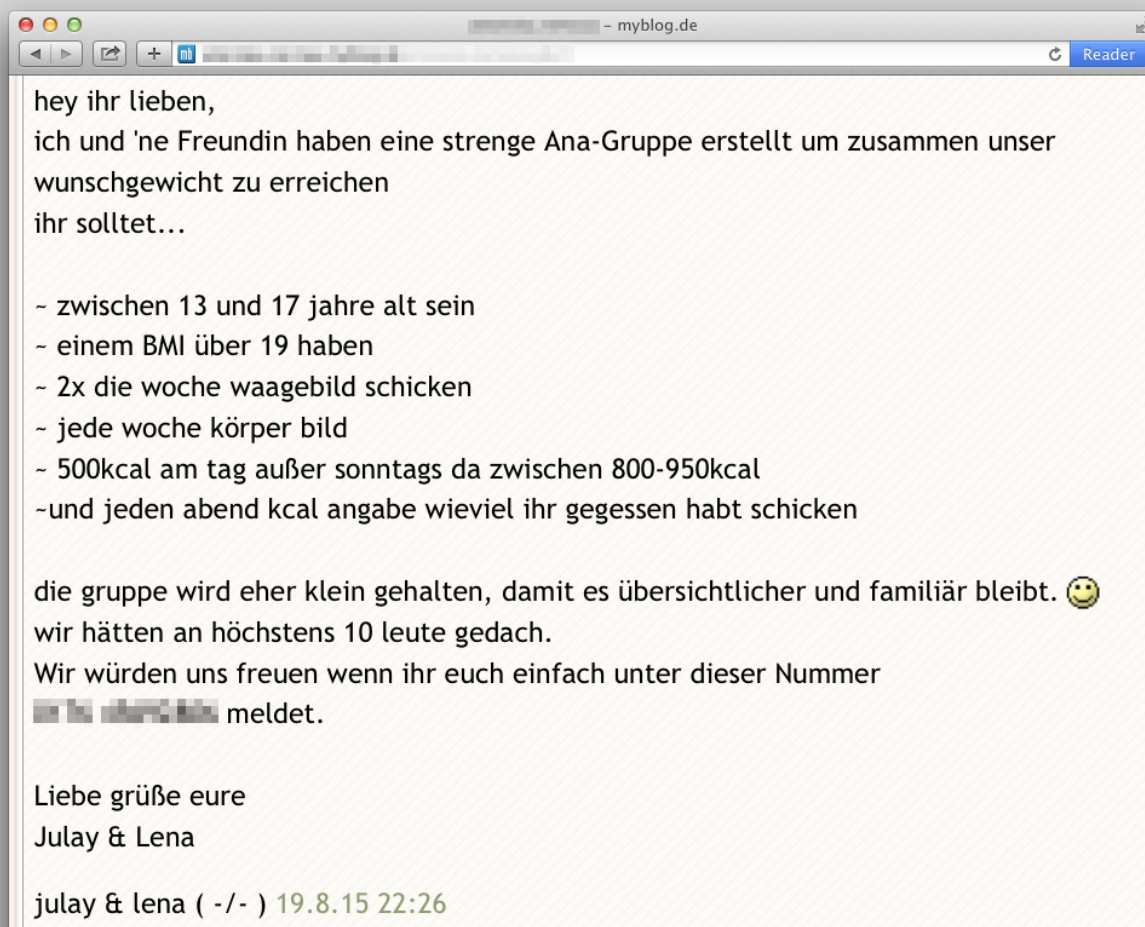 – myblog.de
Reader
hey ihr lieben,
ich und 'ne Freundin haben eine strenge Ana-Gruppe erstellt um zusammen unser
wunschgewicht zu erreichen
ihr solltet...
~ zwischen 13 und 17 jahre alt sein
~ einem BMI über 19 haben
~ 2x die woche waagebild schicken
~ jede woche körper bild
~ 500kcal am tag außer sonntags da zwischen 800-950kcal
~und jeden abend kcal angabe wieviel ihr gegessen habt schicken
die gruppe wird eher klein gehalten, damit es übersichtlicher und familiär bleibt.
wir hätten an höchstens 10 leute gedach.
Wir würden uns freuen wenn ihr euch einfach unter dieser Nummer
meldet.
Liebe grüße eure
Julay & Lena
julay & lena ( -/- ) 19.8.15 22:26